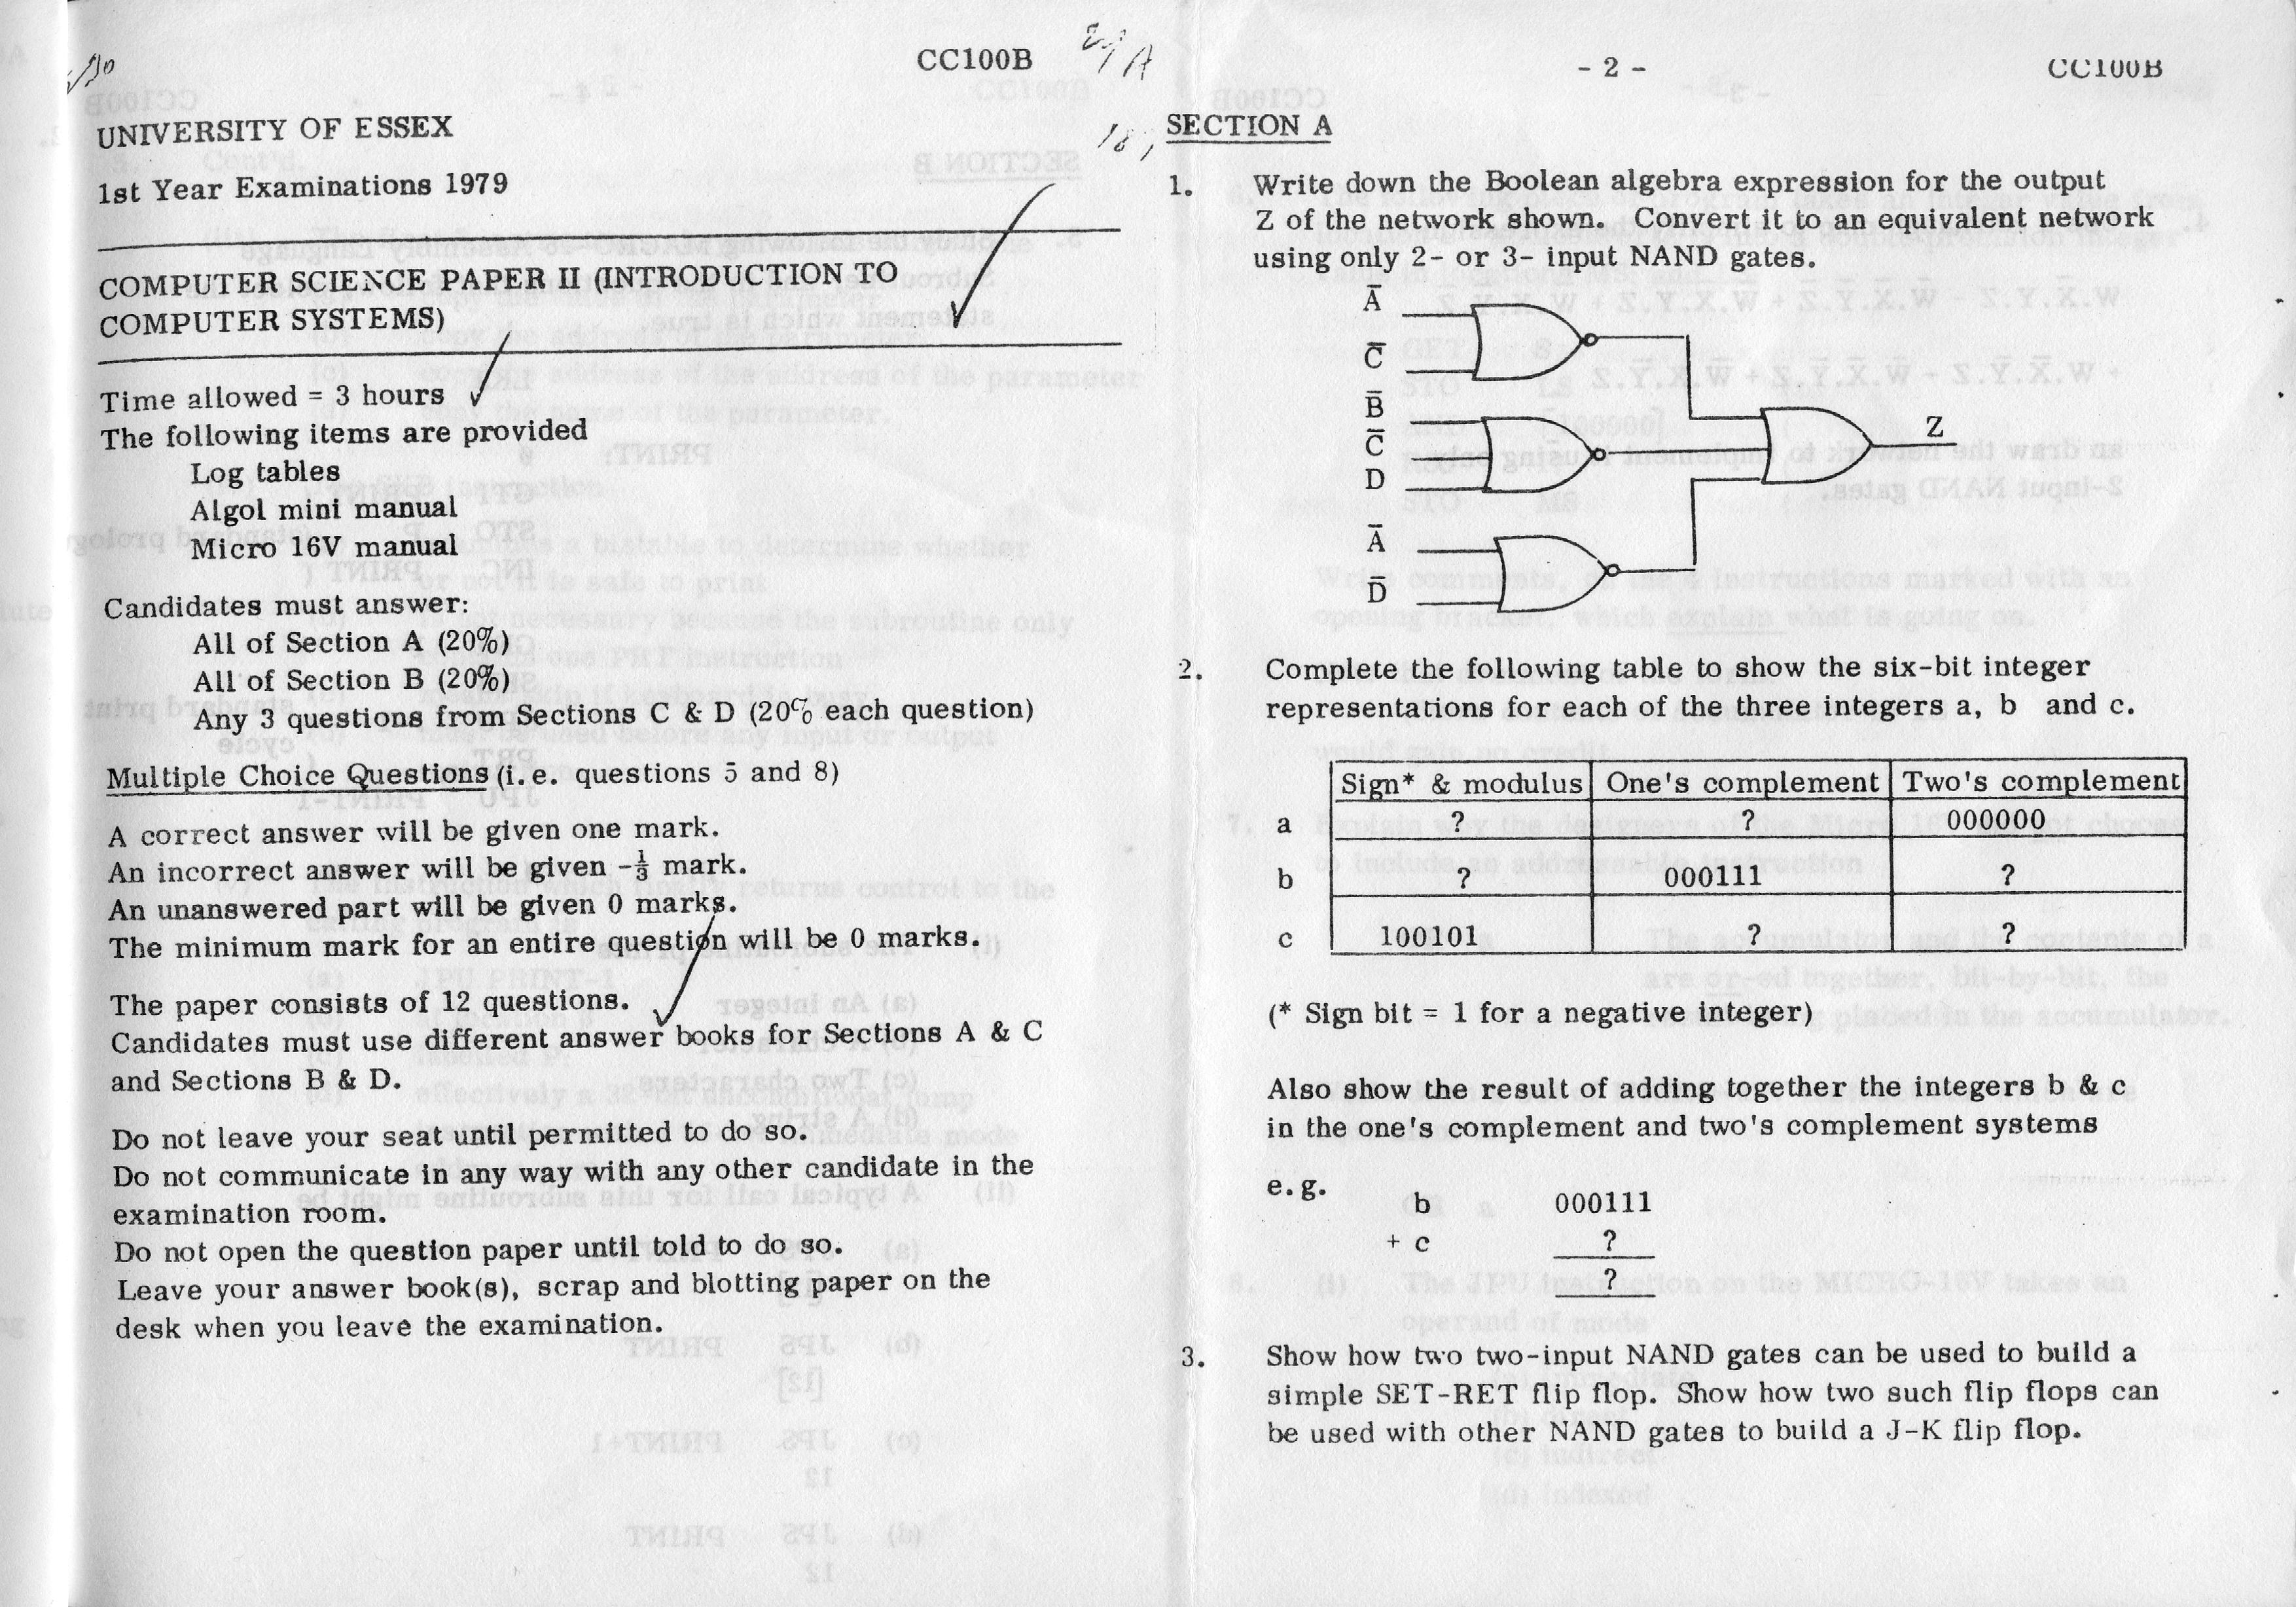 CC100B
UNIVERSITY OF ESSEX
1st Year Examinations 1979
COMPUTER SCIENCE PAPER II (INTRODUCTION TO
COMPUTER SYSTEMS)
Time allowed = 3 hours
The following items are provided
Log tables
Algol mini manual
Micro 16V manual
Candidates must answer:
All of Section A (20%)
All of Section B (20%)
Any 3 questions from Sections C & D (20% each question)
Multiple Choice Questions (i.e. questions 5 and 8)
A correct answer will be given one mark.
An incorrect answer will be given -⅓ mark.
An unanswered part will be given 0 marks.
The minimum mark for an entire question will be 0 marks.
The paper consists of 12 questions.
Candidates must use different answer books for Sections A & C
and Sections B & D.
Do not leave your seat until permitted to do so.
Do not communicate in any way with any other candidate in the
examination room.
Do not open the question paper until told to do so.
Leave your answer book(s), scrap and blotting paper on the
desk when you leave the examination.
- 2 - CC100B
SECTION A
1. Write down the Boolean algebra expression for the output
Z of the network shown. Convert it to an equivalent network
using only 2- or 3- input NAND gates.
A̅
C̅
B̅
C̅
D
A̅
D̅
Z
2. Complete the following table to show the six-bit integer
representations for each of the three integers a, b and c.
Sign* & modulus One's complement Two's complement
a ? ? 000000
b ? 000111 ?
c 100101 ? ?
(* Sign bit = 1 for a negative integer)
Also show the result of adding together the integers b & c
in the one's complement and two's complement systems
e.g.
b 000111
+ c ?
?
3. Show how two two-input NAND gates can be used to build a
simple SET-RET flip flop. Show how two such flip flops can
be used with other NAND gates to build a J-K flip flop.